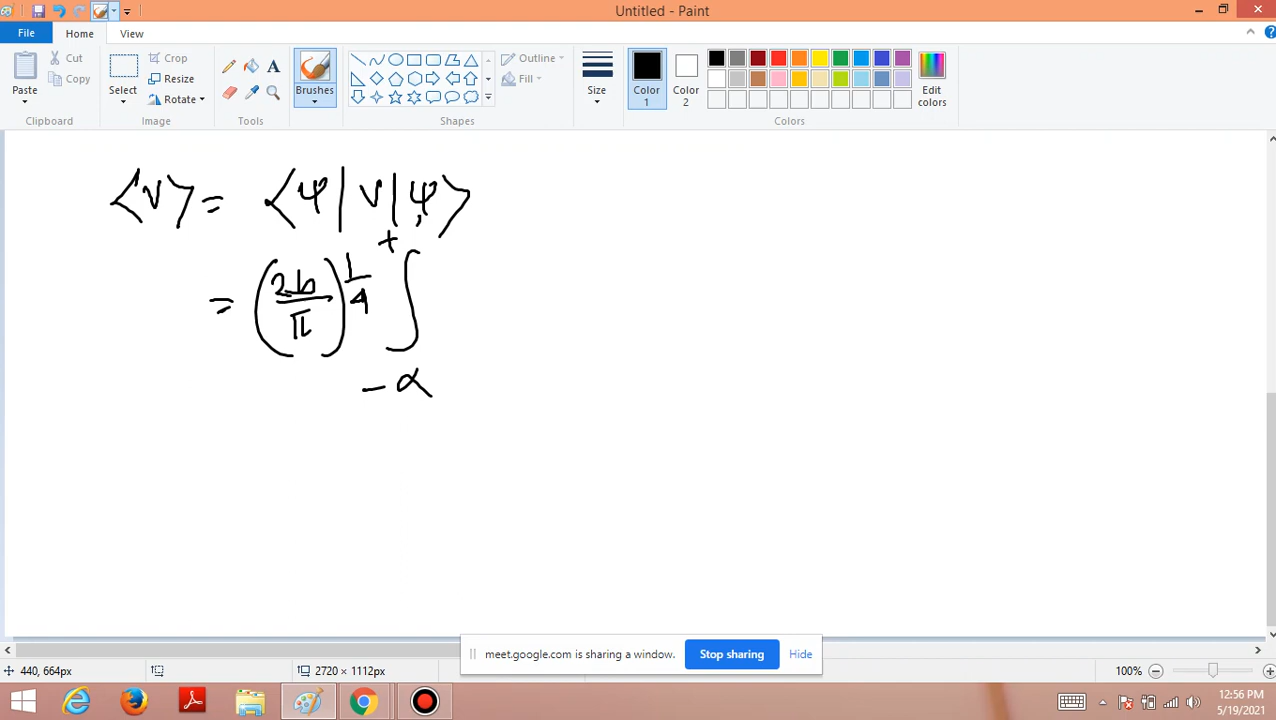 Untitled - Paint
File Home View
Paste Cut Copy
Clipboard
Select Crop Resize Rotate
Image
A
Tools
Brushes
Outline Fill
Shapes
Size
Color 1 Color 2
Edit colors
Colors
⟨V⟩ = ⟨Ψ| V |Ψ⟩
= (2b/π)^1/4 ∫ +
- α
meet.google.com is sharing a window. Stop sharing Hide
440, 664px 2720 × 1112px 100%
12:56 PM
5/19/2021